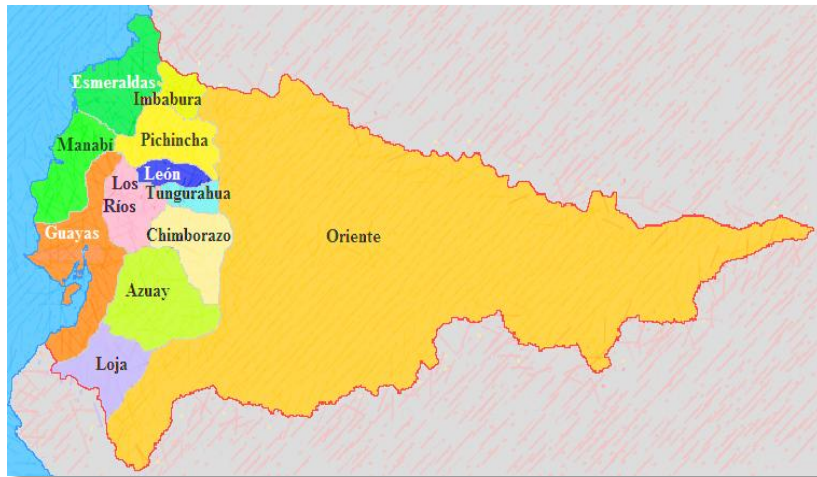 Esmeraldas
Imbabura
Pichincha
Manabí
León
Los
Ríos
Tungurahua
Guayas
Chimborazo
Oriente
Azuay
Loja